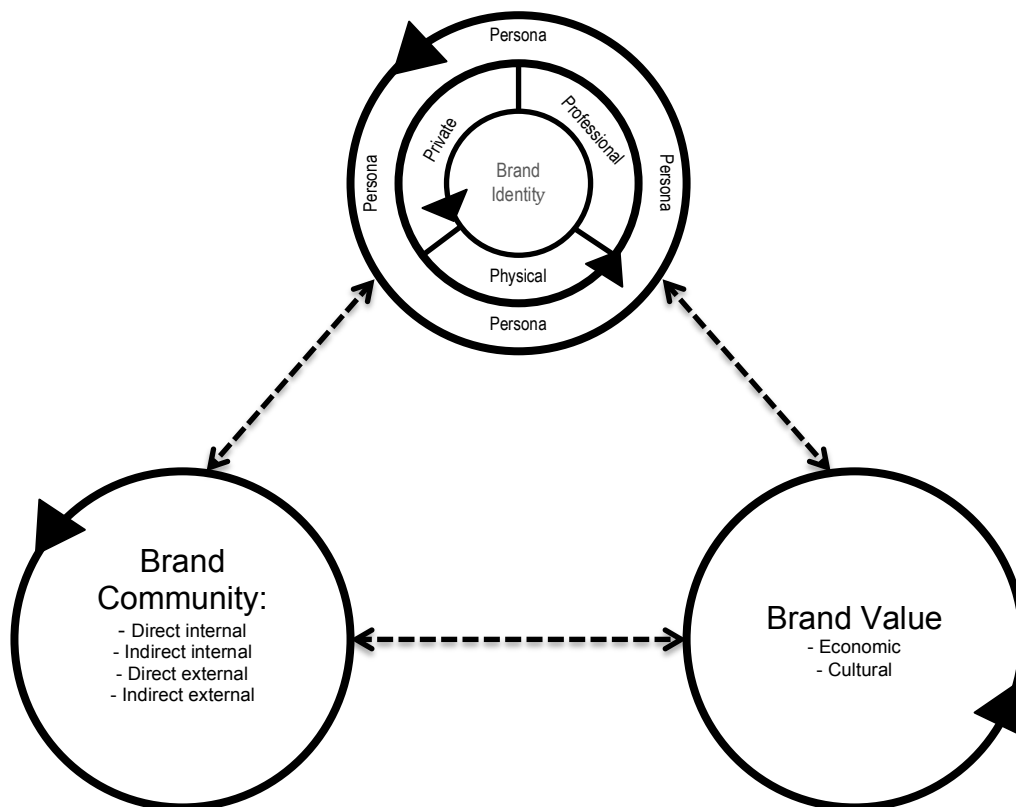 Persona
Private
Professional
Persona
Brand
Identity
Persona
Physical
Persona
Brand
Community:
- Direct internal
- Indirect internal
- Direct external
- Indirect external
Brand Value
- Economic
- Cultural